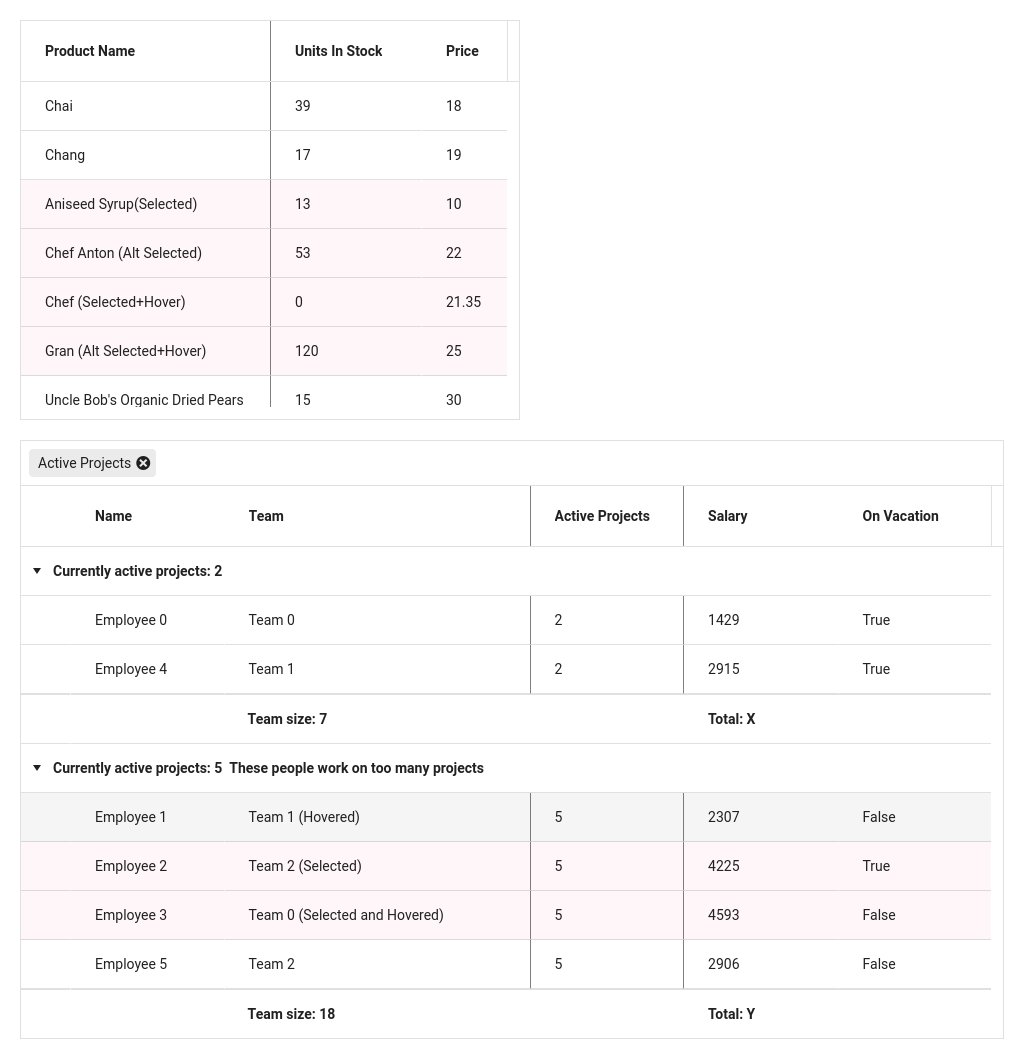 Product Name Units In Stock Price
Chai 39 18
Chang 17 19
Aniseed Syrup(Selected) 13 10
Chef Anton (Alt Selected) 53 22
Chef (Selected+Hover) 0 21.35
Gran (Alt Selected+Hover) 120 25
Uncle Bob's Organic Dried Pears 15 30
Active Projects
Name Team Active Projects Salary On Vacation
Currently active projects: 2
Employee 0 Team 0 2 1429 True
Employee 4 Team 1 2 2915 True
Team size: 7 Total: X
Currently active projects: 5 These people work on too many projects
Employee 1 Team 1 (Hovered) 5 2307 False
Employee 2 Team 2 (Selected) 5 4225 True
Employee 3 Team 0 (Selected and Hovered) 5 4593 False
Employee 5 Team 2 5 2906 False
Team size: 18 Total: Y